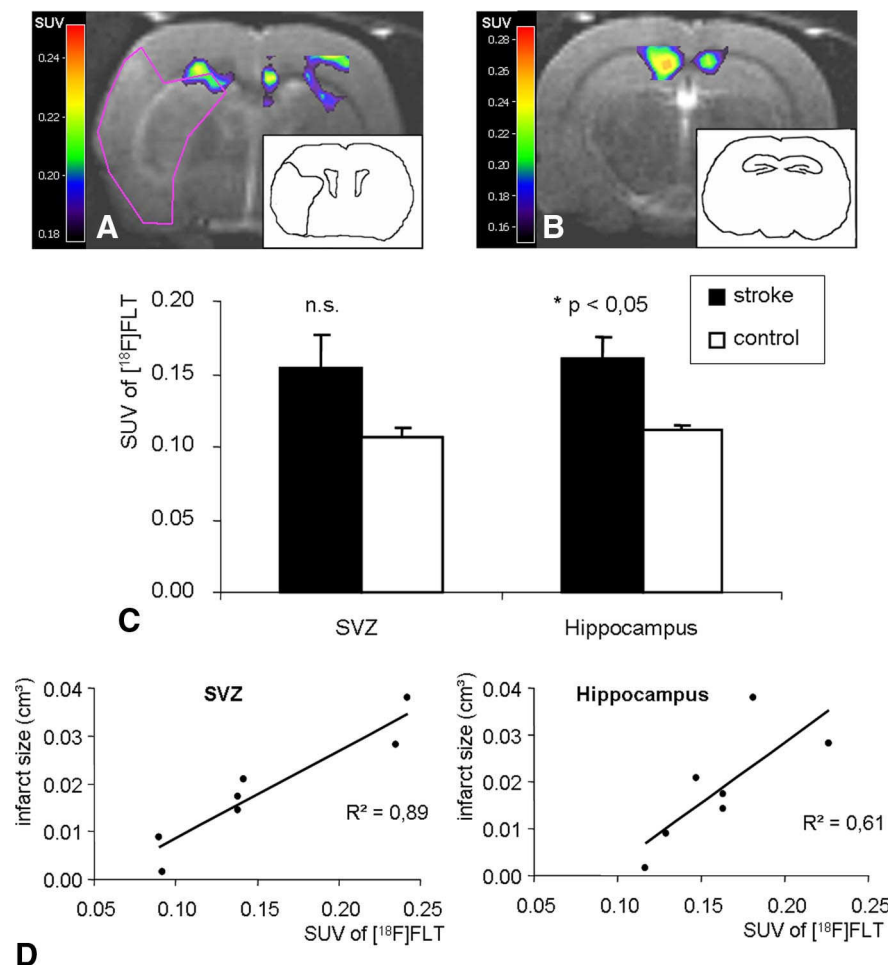 SUV
0.24
0.22
0.20
0.18
A
SUV
0.28
0.26
0.24
0.22
0.20
0.18
0.16
B
SUV of [¹⁸F]FLT
0.20
0.15
0.10
0.05
0.00
n.s.
* p < 0,05
stroke
control
SVZ
Hippocampus
C
infarct size (cm³)
0.04
0.03
0.02
0.01
0.00
SVZ
R² = 0,89
0.05
0.10
0.15
0.20
0.25
SUV of [¹⁸F]FLT
infarct size (cm³)
0.04
0.03
0.02
0.01
0.00
Hippocampus
R² = 0,61
0.05
0.10
0.15
0.20
0.25
SUV of [¹⁸F]FLT
D